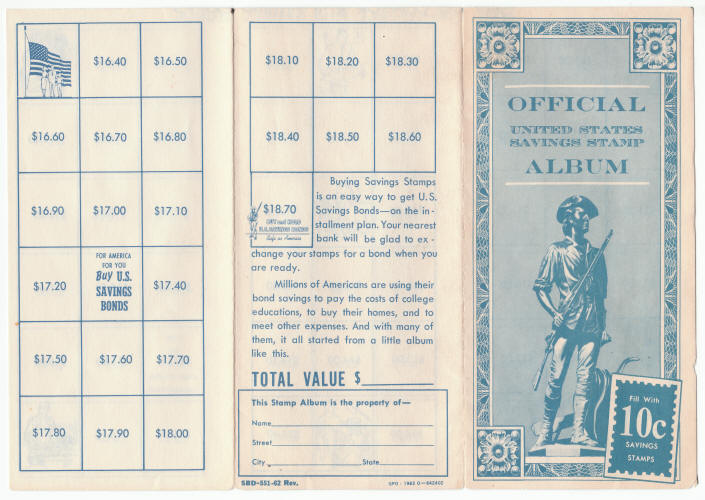 $16.40 $16.50
$16.60 $16.70 $16.80
$16.90 $17.00 $17.10
$17.20
FOR AMERICA
FOR YOU
Buy U.S.
SAVINGS
BONDS
$17.40
$17.50 $17.60 $17.70
$17.80 $17.90 $18.00
$18.10 $18.20 $18.30
$18.40 $18.50 $18.60
$18.70
Buying Savings Stamps
is an easy way to get U.S.
Savings Bonds—on the in-
stallment plan. Your nearest
bank will be glad to ex-
change your stamps for a bond when you
are ready.
Millions of Americans are using their
bond savings to pay the costs of college
educations, to buy their homes, and to
meet other expenses. And with many of
them, it all started from a little album
like this.
TOTAL VALUE $
This Stamp Album is the property of—
Name
Street
City State
SBD-551-62 Rev.
OFFICIAL
UNITED STATES
SAVINGS STAMP
ALBUM
Fill With
10c
SAVINGS
STAMPS